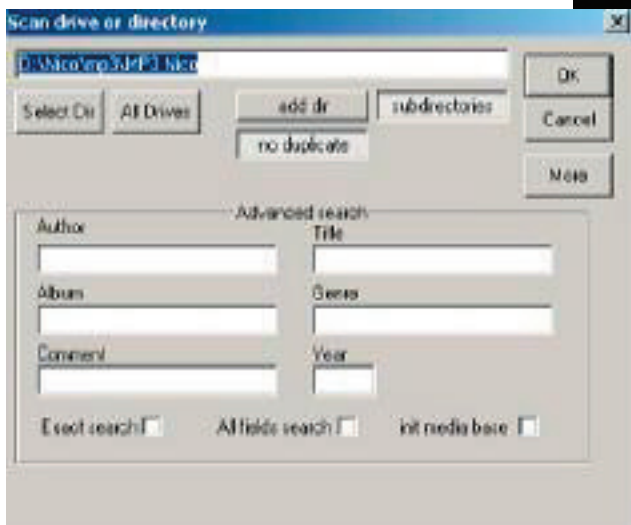 Scan drive or directory
D:\Nico\mp3\MP3 Nico
OK
Select Dir All Drives add dir subdirectories
Cancel
no duplicate
More
Advanced search
Author Title
Album Genre
Comment Year
Exact search All fields search init media base